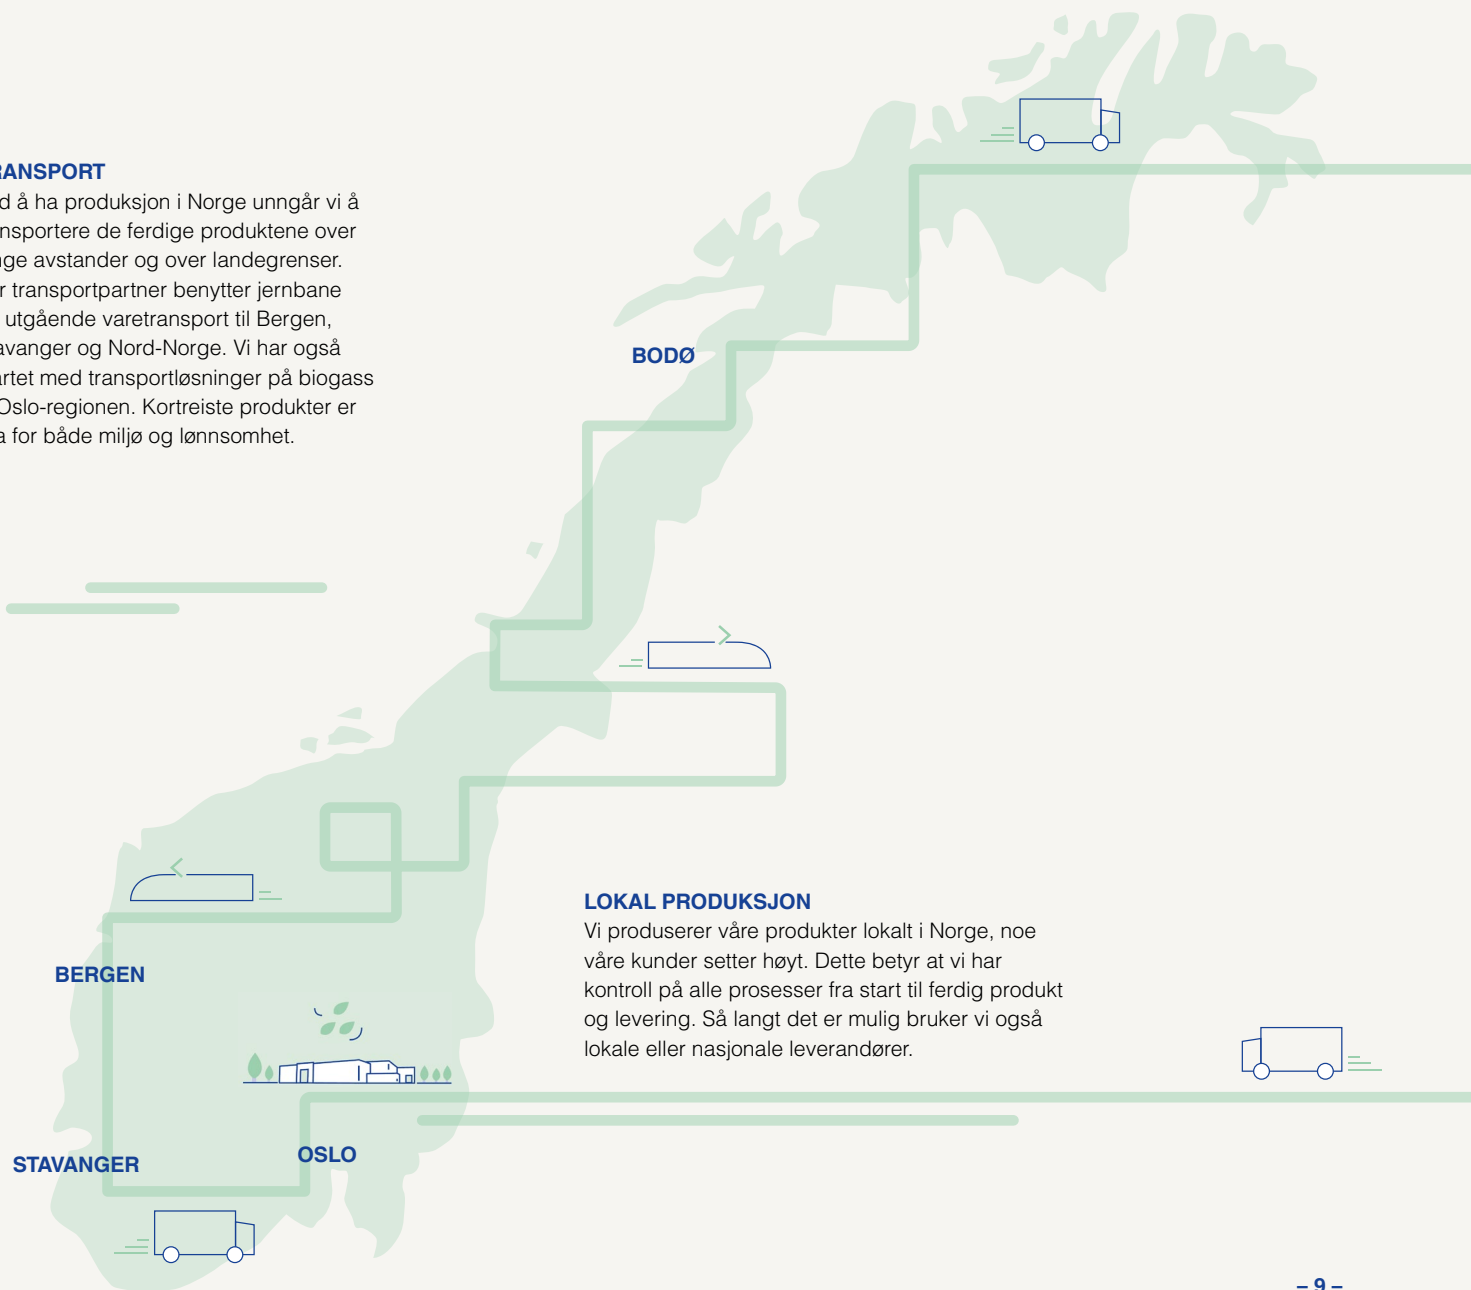 RANSPORT
d å ha produksjon i Norge unngår vi å
nsportere de ferdige produktene over
nge avstander og over landegrenser.
r transportpartner benytter jernbane
utgående varetransport til Bergen,
avanger og Nord-Norge. Vi har også
artet med transportløsninger på biogass
Oslo-regionen. Kortreiste produkter er
a for både miljø og lønnsomhet.
BODØ
LOKAL PRODUKSJON
Vi produserer våre produkter lokalt i Norge, noe
våre kunder setter høyt. Dette betyr at vi har
kontroll på alle prosesser fra start til ferdig produkt
og levering. Så langt det er mulig bruker vi også
lokale eller nasjonale leverandører.
BERGEN
STAVANGER
OSLO
– 9 –